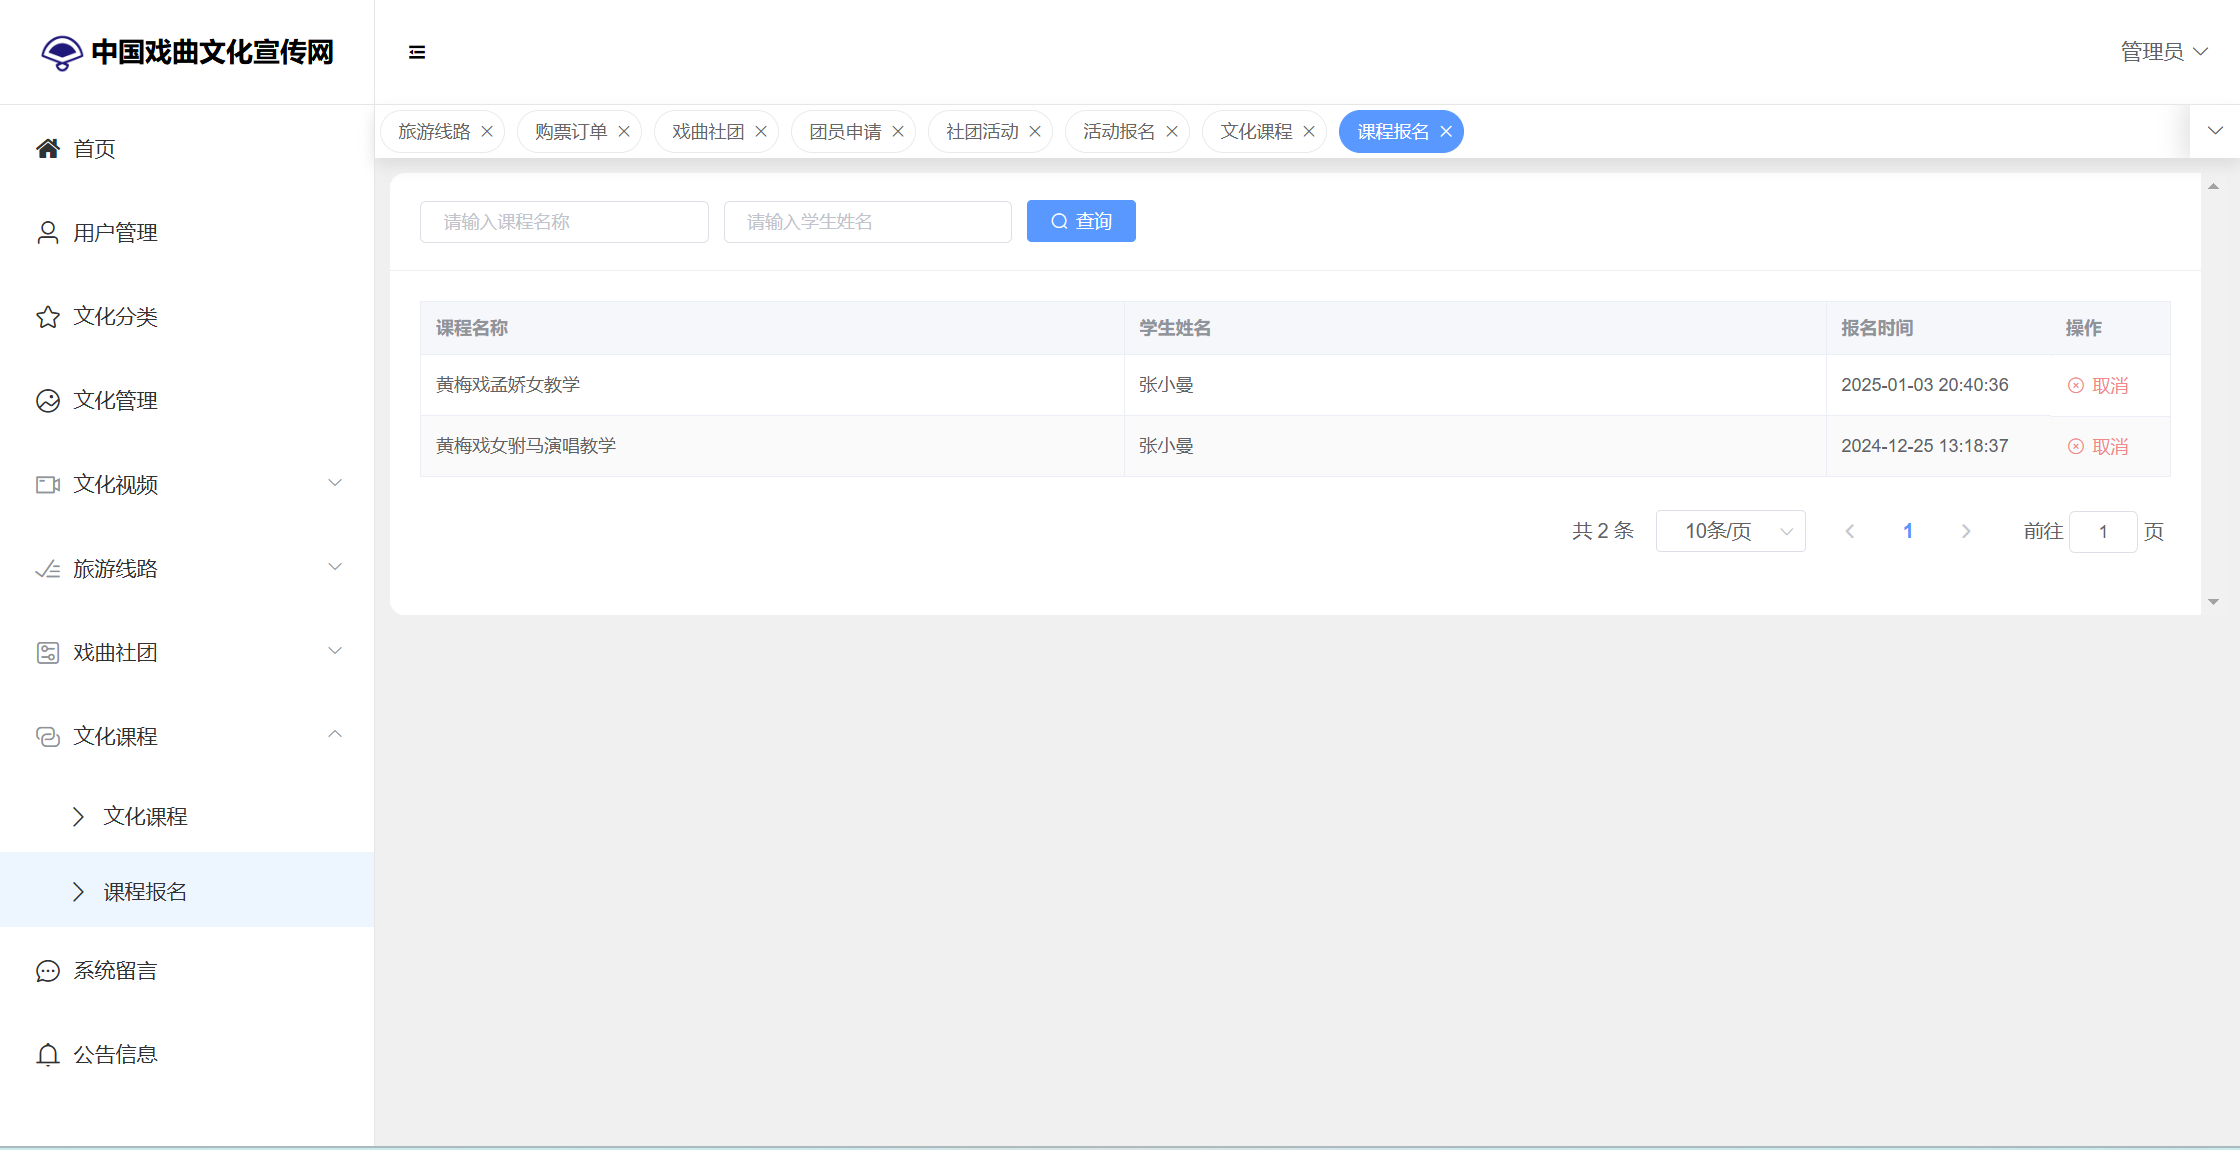 中国戏曲文化宣传网
管理员
首页
用户管理
文化分类
文化管理
文化视频
旅游线路
戏曲社团
文化课程
文化课程
课程报名
系统留言
公告信息
旅游线路 购票订单 戏曲社团 团员申请 社团活动 活动报名 文化课程 课程报名
请输入课程名称 请输入学生姓名 查询
课程名称 学生姓名 报名时间 操作
黄梅戏孟娇女教学 张小曼 2025-01-03 20:40:36 取消
黄梅戏女驸马演唱教学 张小曼 2024-12-25 13:18:37 取消
共 2 条 10条/页 1 前往 1 页